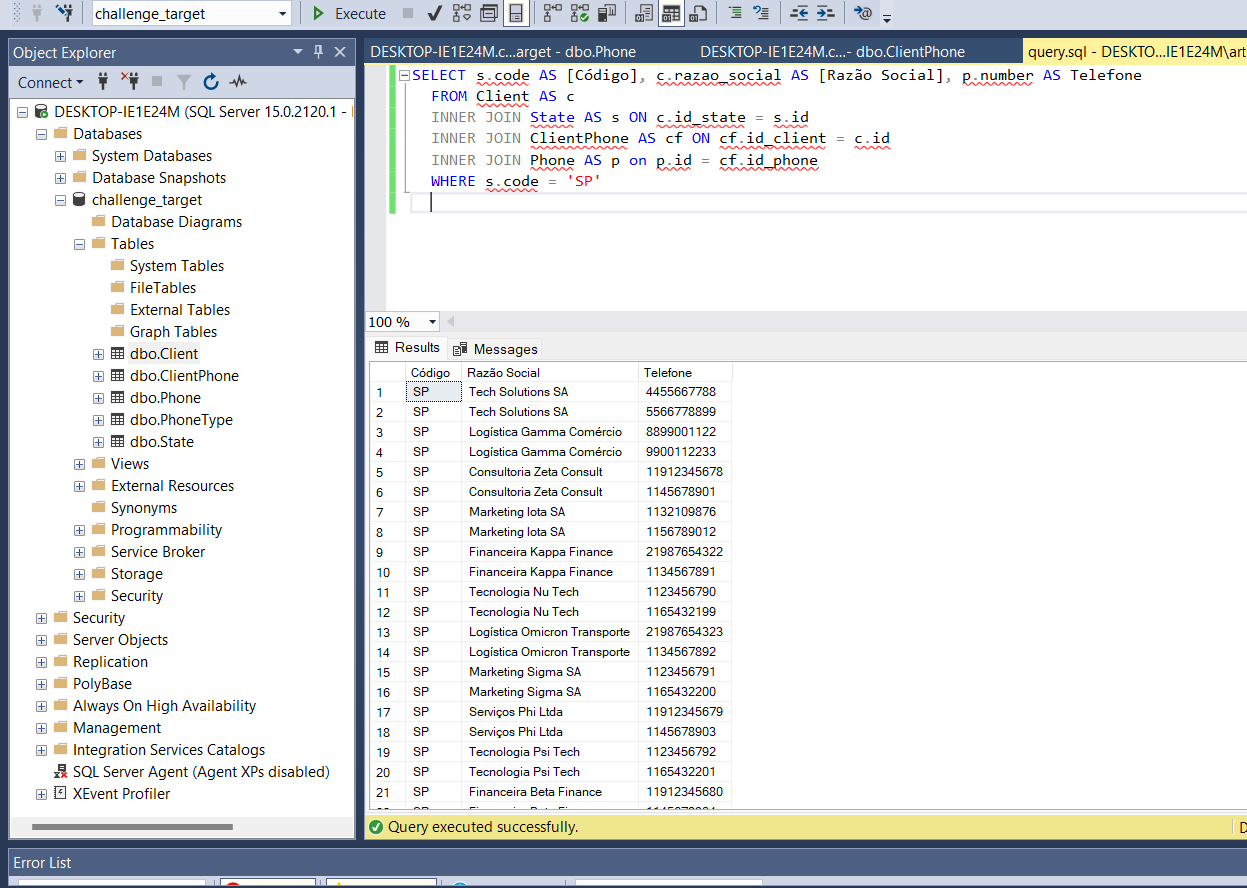 challenge_target
Execute
Object Explorer
Connect
DESKTOP-IE1E24M (SQL Server 15.0.2120.1 -
Databases
System Databases
Database Snapshots
challenge_target
Database Diagrams
Tables
System Tables
FileTables
External Tables
Graph Tables
dbo.Client
dbo.ClientPhone
dbo.Phone
dbo.PhoneType
dbo.State
Views
External Resources
Synonyms
Programmability
Service Broker
Storage
Security
Security
Server Objects
Replication
PolyBase
Always On High Availability
Management
Integration Services Catalogs
SQL Server Agent (Agent XPs disabled)
XEvent Profiler
DESKTOP-IE1E24M.c...arget - dbo.Phone
DESKTOP-IE1E24M.c...- dbo.ClientPhone
query.sql - DESKTO...IE1E24M\art
SELECT s.code AS [Código], c.razao_social AS [Razão Social], p.number AS Telefone
FROM Client AS c
INNER JOIN State AS s ON c.id_state = s.id
INNER JOIN ClientPhone AS cf ON cf.id_client = c.id
INNER JOIN Phone AS p on p.id = cf.id_phone
WHERE s.code = 'SP'
100 %
Results Messages
Código Razão Social Telefone
1 SP Tech Solutions SA 4455667788
2 SP Tech Solutions SA 5566778899
3 SP Logística Gamma Comércio 8899001122
4 SP Logística Gamma Comércio 9900112233
5 SP Consultoria Zeta Consult 11912345678
6 SP Consultoria Zeta Consult 1145678901
7 SP Marketing Iota SA 1132109876
8 SP Marketing Iota SA 1156789012
9 SP Financeira Kappa Finance 21987654322
10 SP Financeira Kappa Finance 1134567891
11 SP Tecnologia Nu Tech 1123456790
12 SP Tecnologia Nu Tech 1165432199
13 SP Logística Omicron Transporte 21987654323
14 SP Logística Omicron Transporte 1134567892
15 SP Marketing Sigma SA 1123456791
16 SP Marketing Sigma SA 1165432200
17 SP Serviços Phi Ltda 11912345679
18 SP Serviços Phi Ltda 1145678903
19 SP Tecnologia Psi Tech 1123456792
20 SP Tecnologia Psi Tech 1165432201
21 SP Financeira Beta Finance 11912345680
Query executed successfully.
Error List